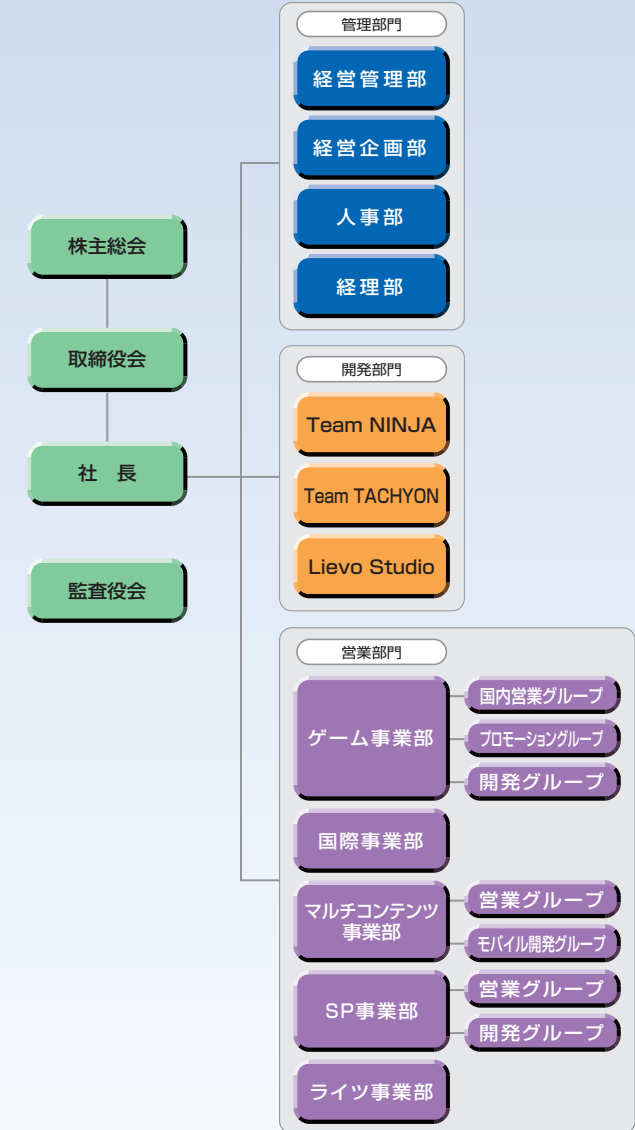 株主総会
取締役会
社　長
監査役会
管理部門
経営管理部
経営企画部
人事部
経理部
開発部門
Team NINJA
Team TACHYON
Lievo Studio
営業部門
ゲーム事業部
国内営業グループ
プロモーショングループ
開発グループ
国際事業部
マルチコンテンツ
事業部
営業グループ
モバイル開発グループ
SP事業部
営業グループ
開発グループ
ライツ事業部